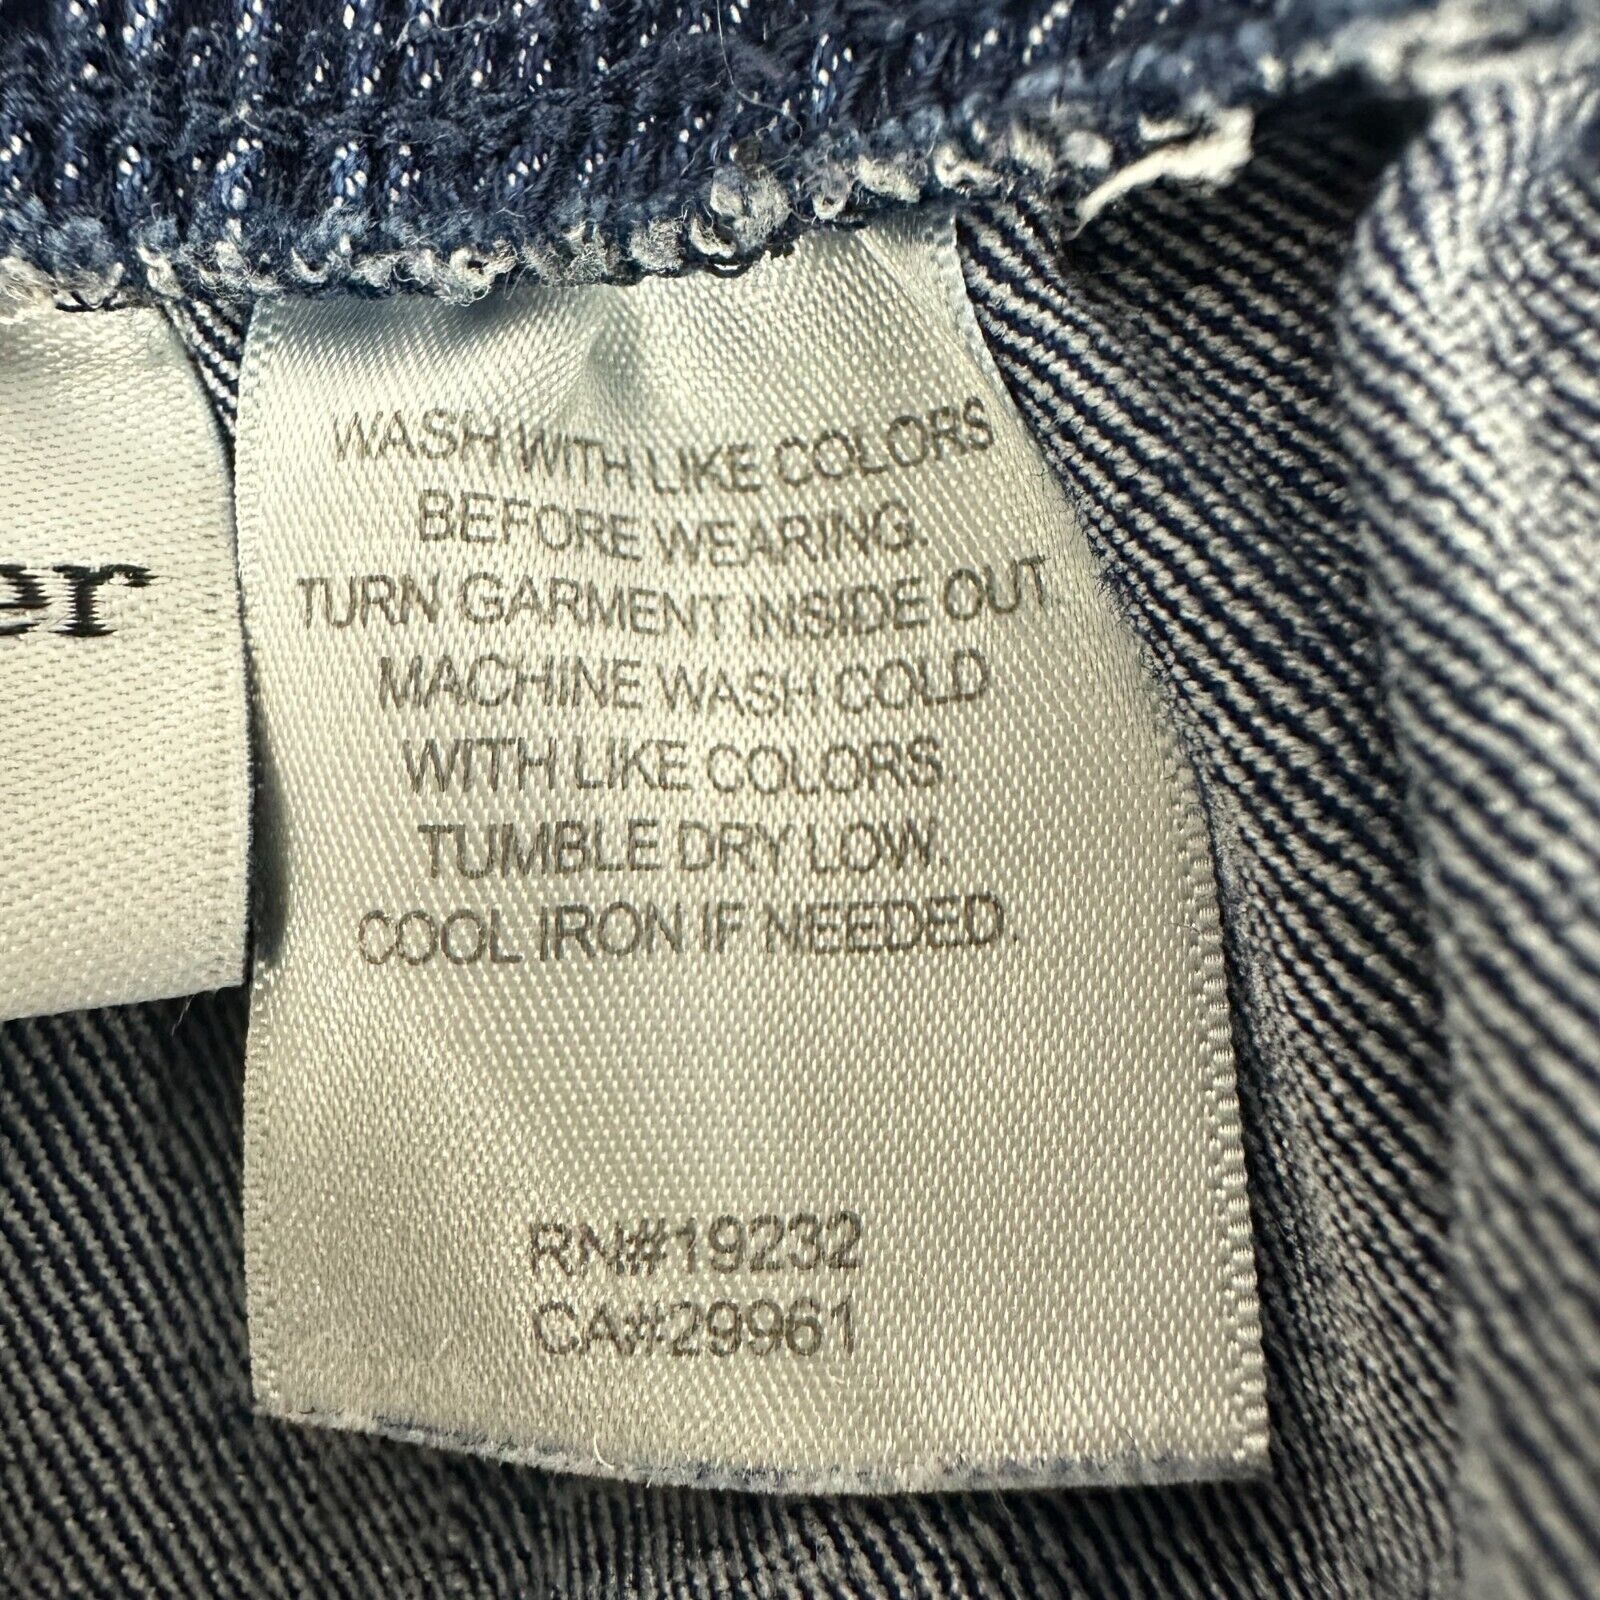 er
WASH WITH LIKE COLORS
BEFORE WEARING.
TURN GARMENT INSIDE OUT.
MACHINE WASH COLD
WITH LIKE COLORS
TUMBLE DRY LOW.
COOL IRON IF NEEDED.
RN#19232
CA#29961